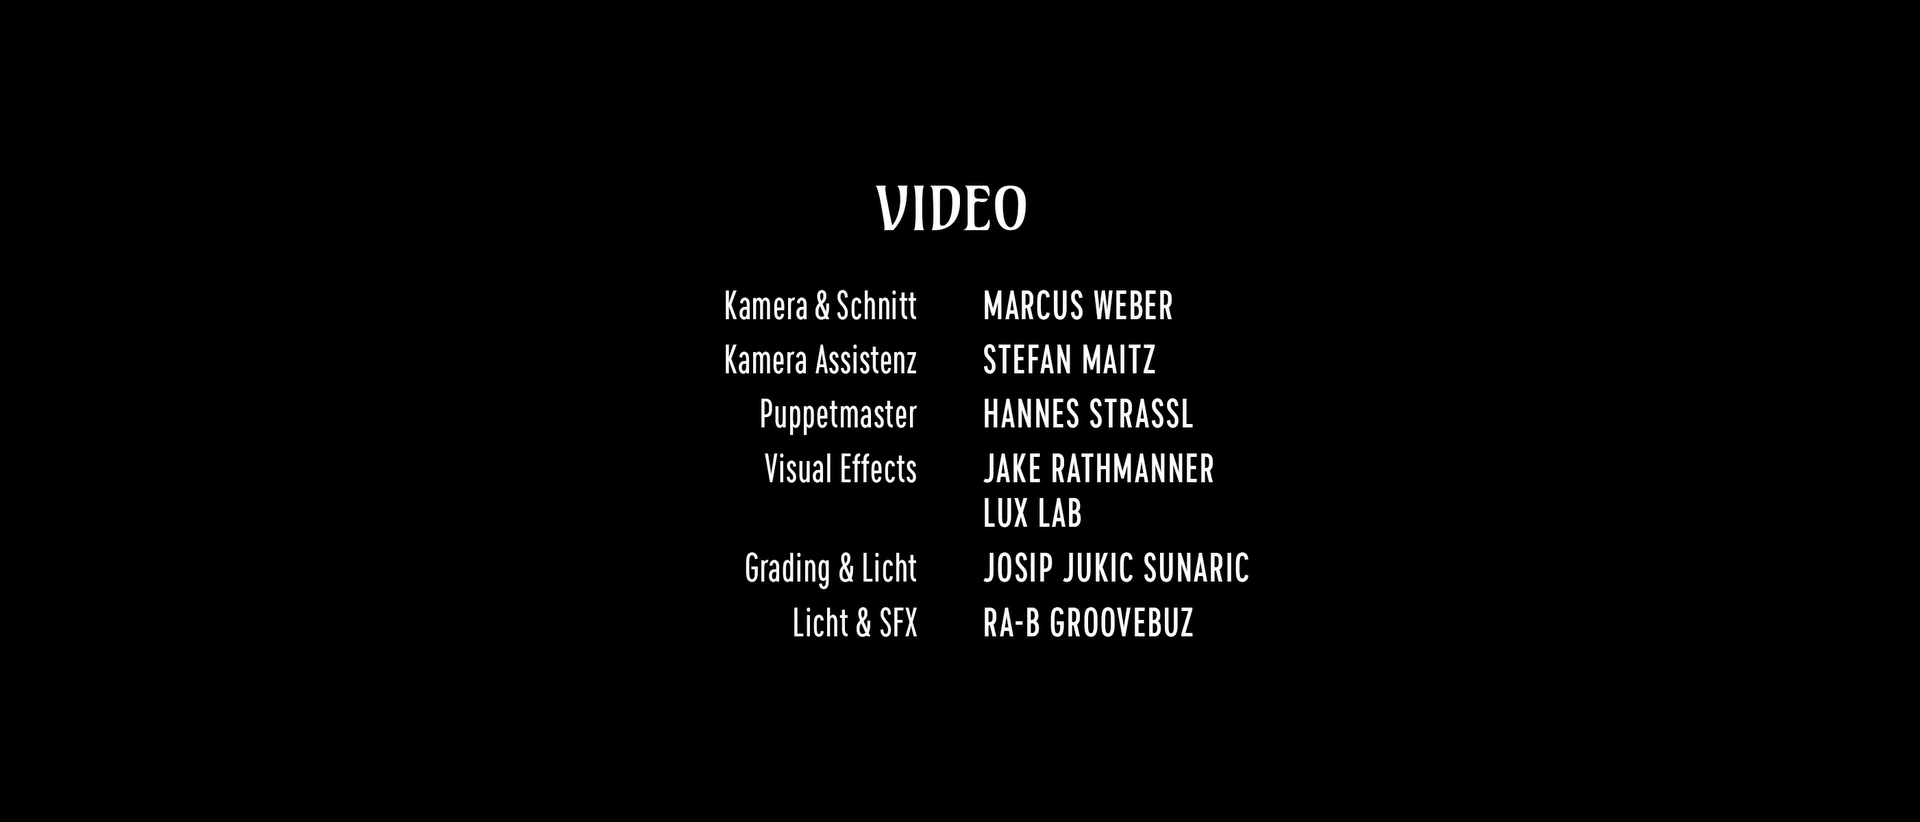 VIDEO
Kamera & Schnitt MARCUS WEBER
Kamera Assistenz STEFAN MAITZ
Puppetmaster HANNES STRASSL
Visual Effects JAKE RATHMANNER
LUX LAB
Grading & Licht JOSIP JUKIC SUNARIC
Licht & SFX RA-B GROOVEBUZ